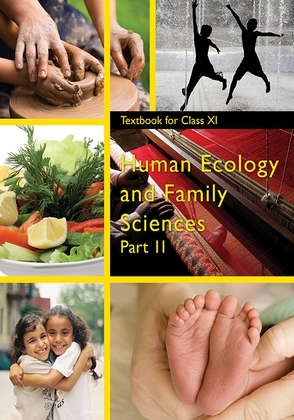 Textbook for Class XI
Human Ecology
and Family
Sciences
Part II